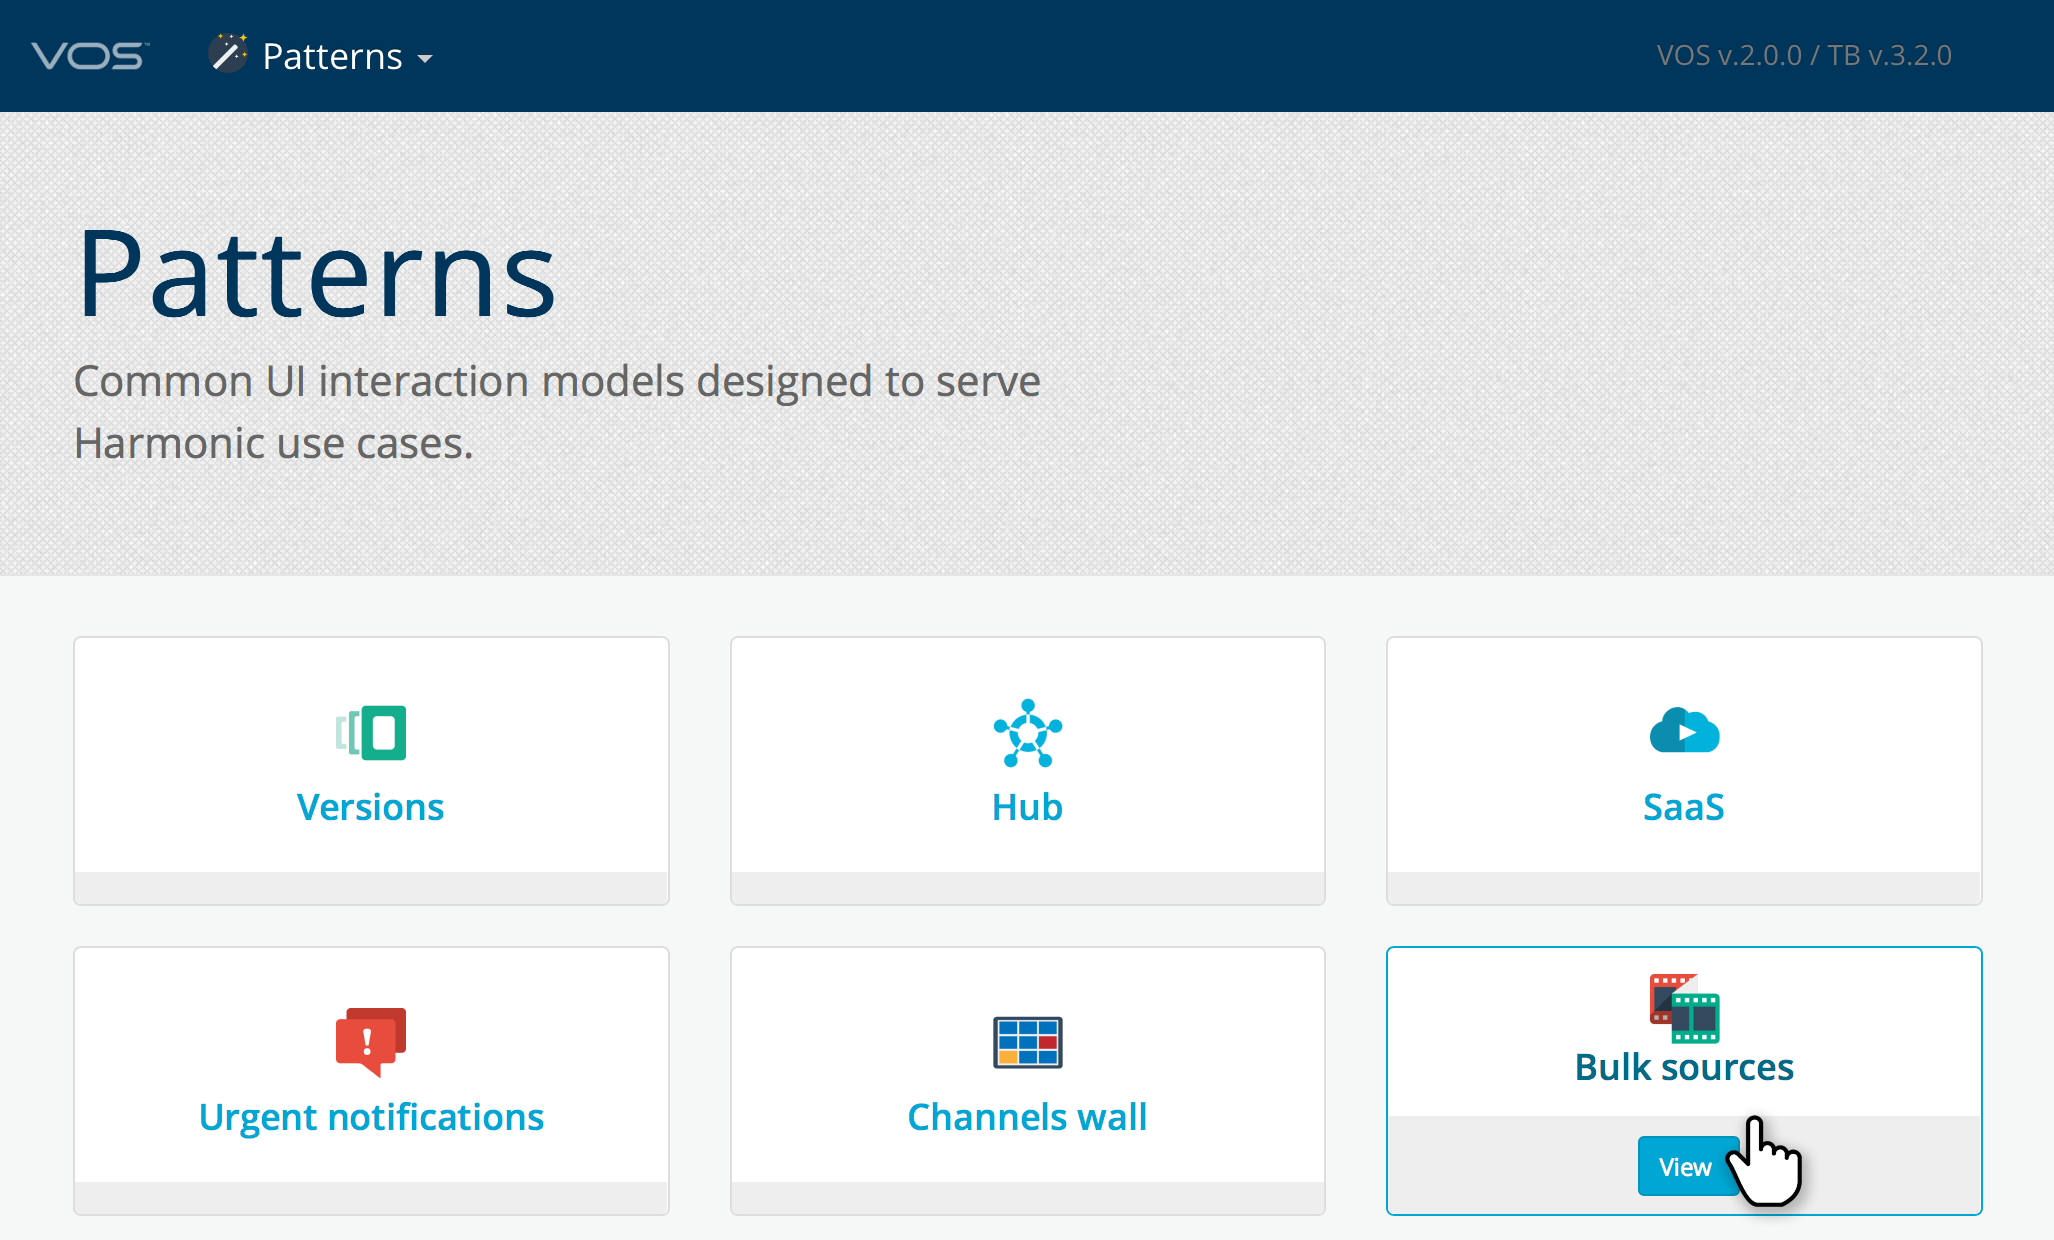 VOS™
Patterns
VOS v.2.0.0 / TB v.3.2.0
Patterns
Common UI interaction models designed to serve
Harmonic use cases.
Versions
Hub
SaaS
Urgent notifications
Channels wall
Bulk sources
View